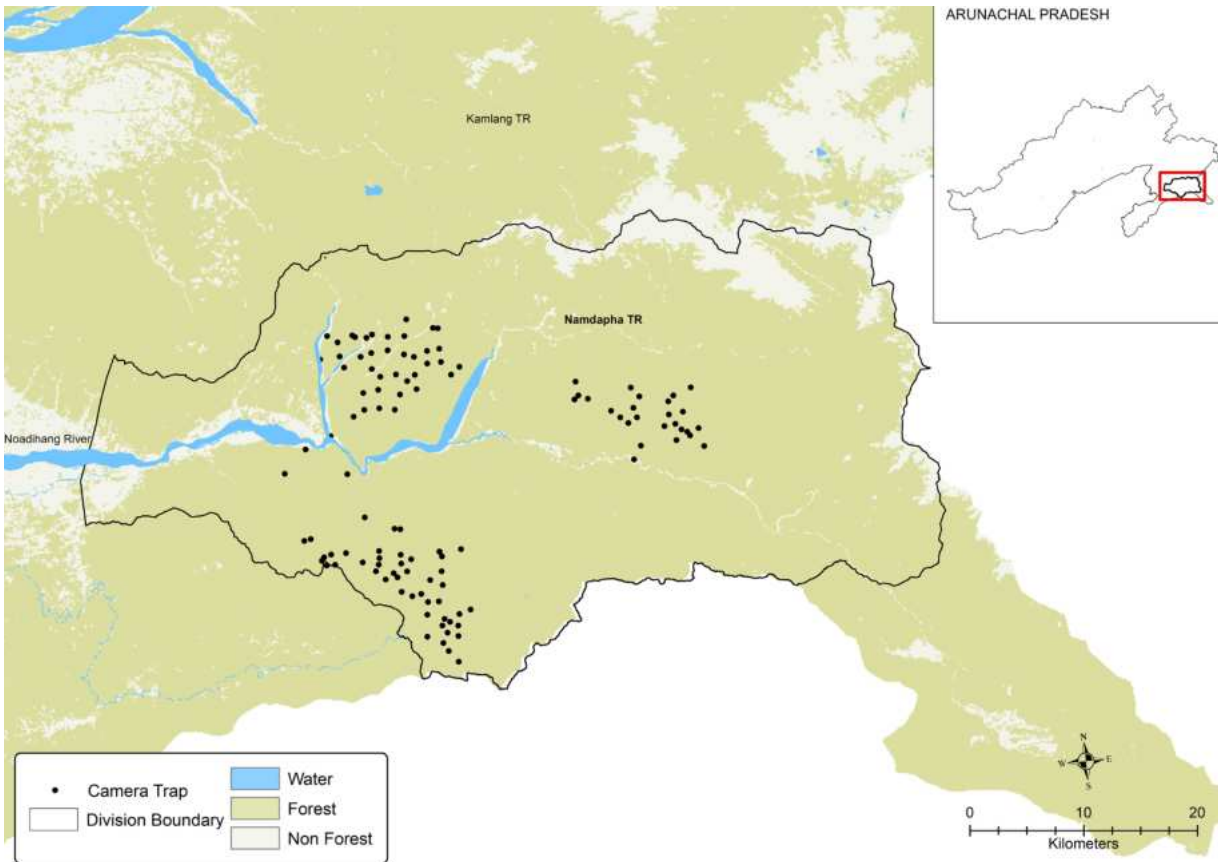 ARUNACHAL PRADESH
Kamlang TR
Namdapha TR
Noadihang River
Camera Trap
Division Boundary
Water
Forest
Non Forest
N
W E
S
0 10 20
Kilometers